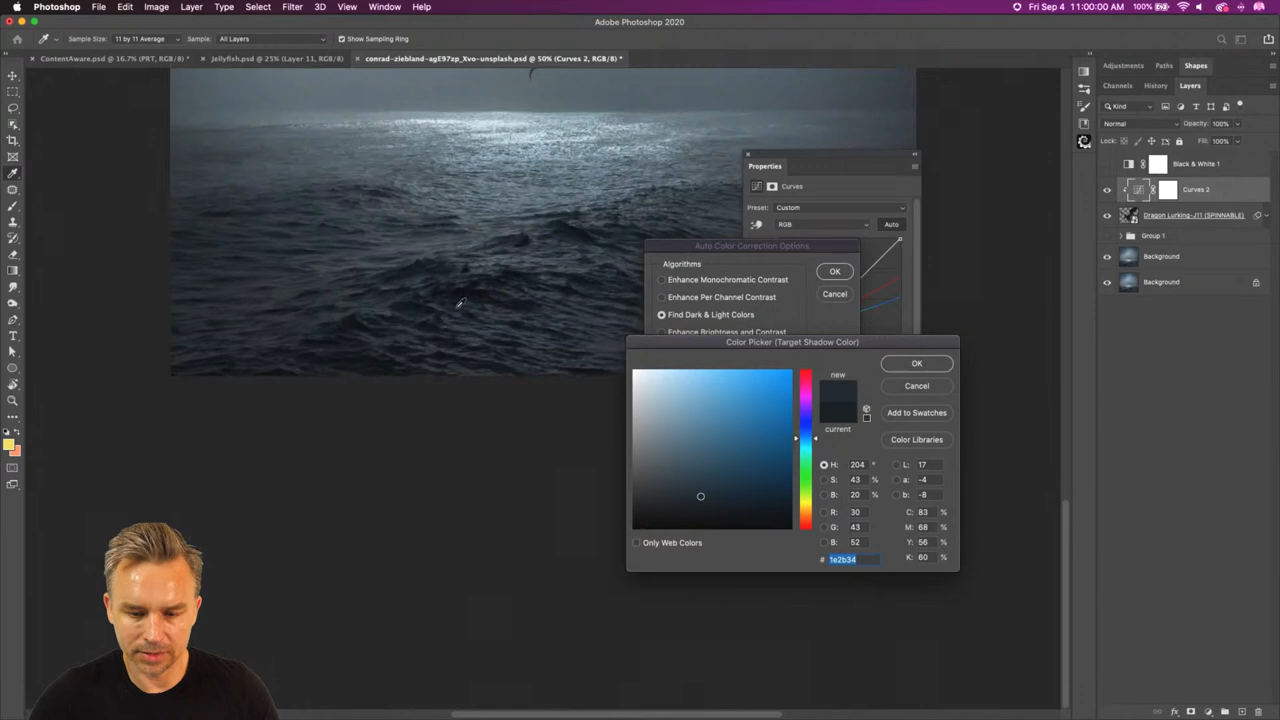 Photoshop File Edit Image Layer Type Select Filter 3D View Window Help 100% Fri Sep 4 11:00:00 AM
Adobe Photoshop 2020
Sample Size: 11 by 11 Average Sample: All Layers Show Sampling Ring
ContentAware.psd @ 16.7% (PRT, RGB/8) * Jellyfish.psd @ 25% (Layer 11, RGB/8) conrad-ziebland-agE97zp_Xvo-unsplash.psd @ 50% (Curves 2, RGB/8) *
Adjustments Paths Shapes
Channels History Layers
Kind
Normal Opacity: 100%
Lock: Fill: 100%
Black & White 1
Curves 2
Dragon Lurking-J11 (SPINNABLE)
Group 1
Background
Background
Properties
Curves
Preset: Custom
RGB Auto
Auto Color Correction Options
Algorithms
Enhance Monochromatic Contrast
Enhance Per Channel Contrast
Find Dark & Light Colors
Enhance Brightness and Contrast
OK
Cancel
Color Picker (Target Shadow Color)
new
current
OK
Cancel
Add to Swatches
Color Libraries
H: 204 ° L: 17
S: 43 % a: -4
B: 20 % b: -8
R: 30 C: 83 %
G: 43 M: 68 %
B: 52 Y: 56 %
# 1e2b34 K: 60 %
Only Web Colors